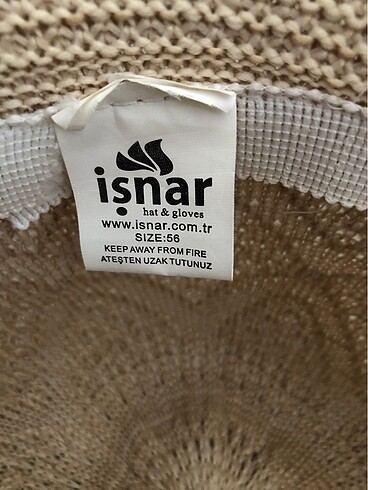 işnar
hat & gloves
www.isnar.com.tr
SIZE:56
KEEP AWAY FROM FIRE
ATEŞTEN UZAK TUTUNUZ